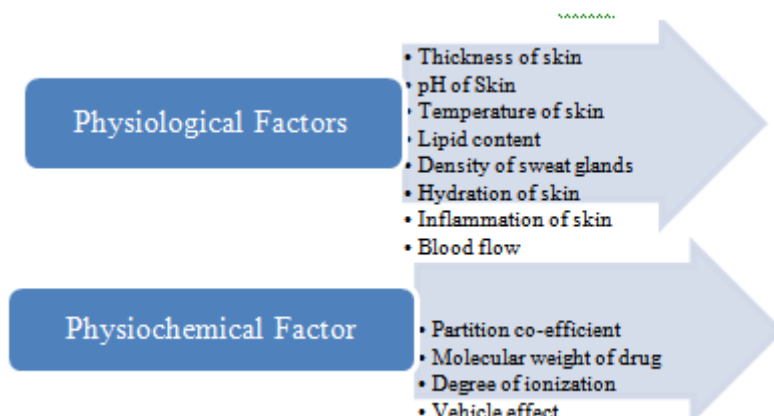 Physiological Factors
• Thickness of skin
• pH of Skin
• Temperature of skin
• Lipid content
• Density of sweat glands
• Hydration of skin
• Inflammation of skin
• Blood flow
Physiochemical Factor
• Partition co-efficient
• Molecular weight of drug
• Degree of ionization
• Vehicle effect